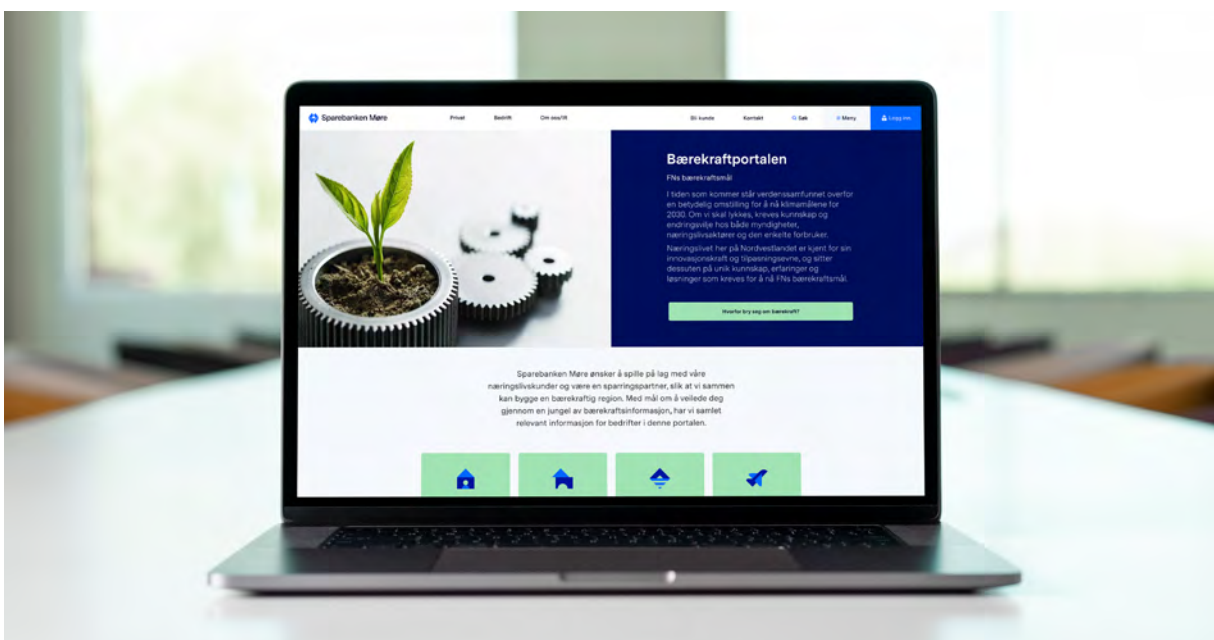 Sparebanken Møre
Privat Bedrift Om oss/IR Bli kunde Kontakt Søk Meny Logg inn
Bærekraftportalen
FNs bærekraftsmål
I tiden som kommer står verdenssamfunnet overfor
en betydelig omstilling for å nå klimamålene for
2030. Om vi skal lykkes, kreves kunnskap og
endringsvilje hos både myndigheter,
næringslivsaktører og den enkelte forbruker.
Næringslivet her på Nordvestlandet er kjent for sin
innovasjonskraft og tilpasningsevne, og sitter
dessuten på unik kunnskap, erfaringer og
løsninger som kreves for å nå FNs bærekraftsmål.
Hvorfor bry seg om bærekraft?
Sparebanken Møre ønsker å spille på lag med våre
næringslivskunder og være en sparringspartner, slik at vi sammen
kan bygge en bærekraftig region. Med mål om å veilede deg
gjennom en jungel av bærekraftsinformasjon, har vi samlet
relevant informasjon for bedrifter i denne portalen.